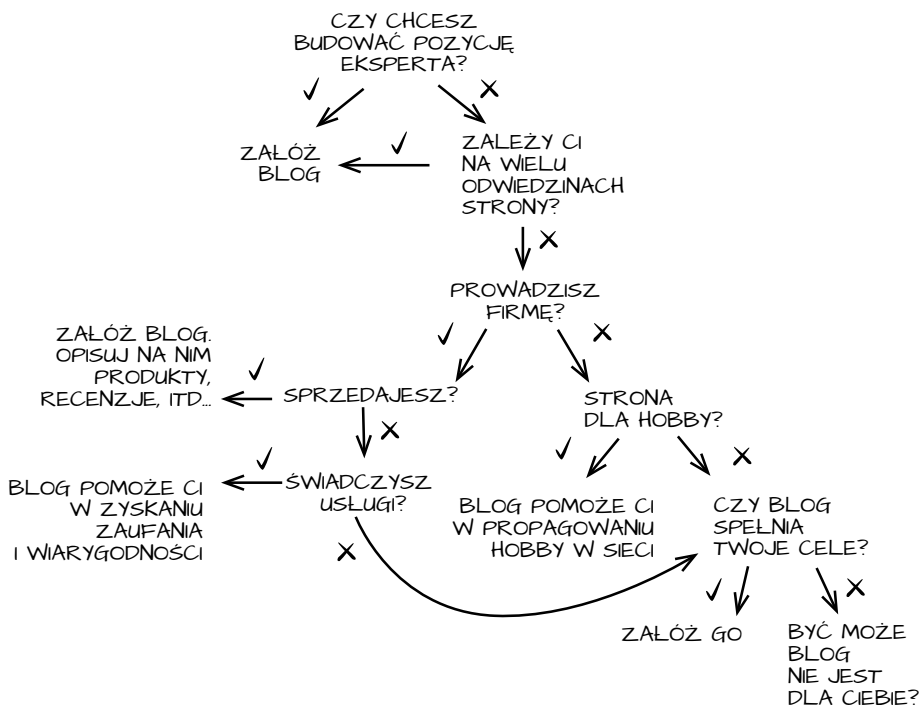 CZY CHCESZ
BUDOWAĆ POZYCJĘ
EKSPERTA?
ZAŁÓŻ
BLOG
ZALEŻY CI
NA WIELU
ODWIEDZINACH
STRONY?
PROWADZISZ
FIRMĘ?
ZAŁÓŻ BLOG.
OPISUJ NA NIM
PRODUKTY,
RECENZJE, ITD...
SPRZEDAJESZ?
STRONA
DLA HOBBY?
BLOG POMOŻE CI
W ZYSKANIU
ZAUFANIA
I WIARYGODNOŚCI
ŚWIADCZYSZ
USŁUGI?
BLOG POMOŻE CI
W PROPAGOWANIU
HOBBY W SIECI
CZY BLOG
SPEŁNIA
TWOJE CELE?
ZAŁÓŻ GO
BYĆ MOŻE
BLOG
NIE JEST
DLA CIEBIE?